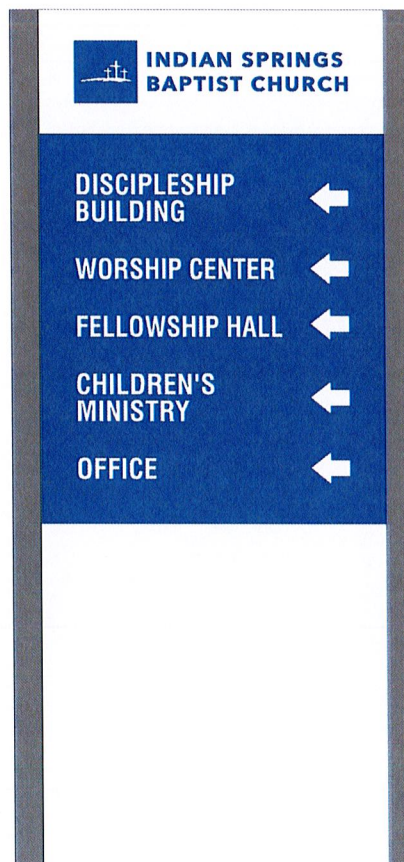 INDIAN SPRINGS
BAPTIST CHURCH
DISCIPLESHIP
BUILDING
WORSHIP CENTER
FELLOWSHIP HALL
CHILDREN'S
MINISTRY
OFFICE